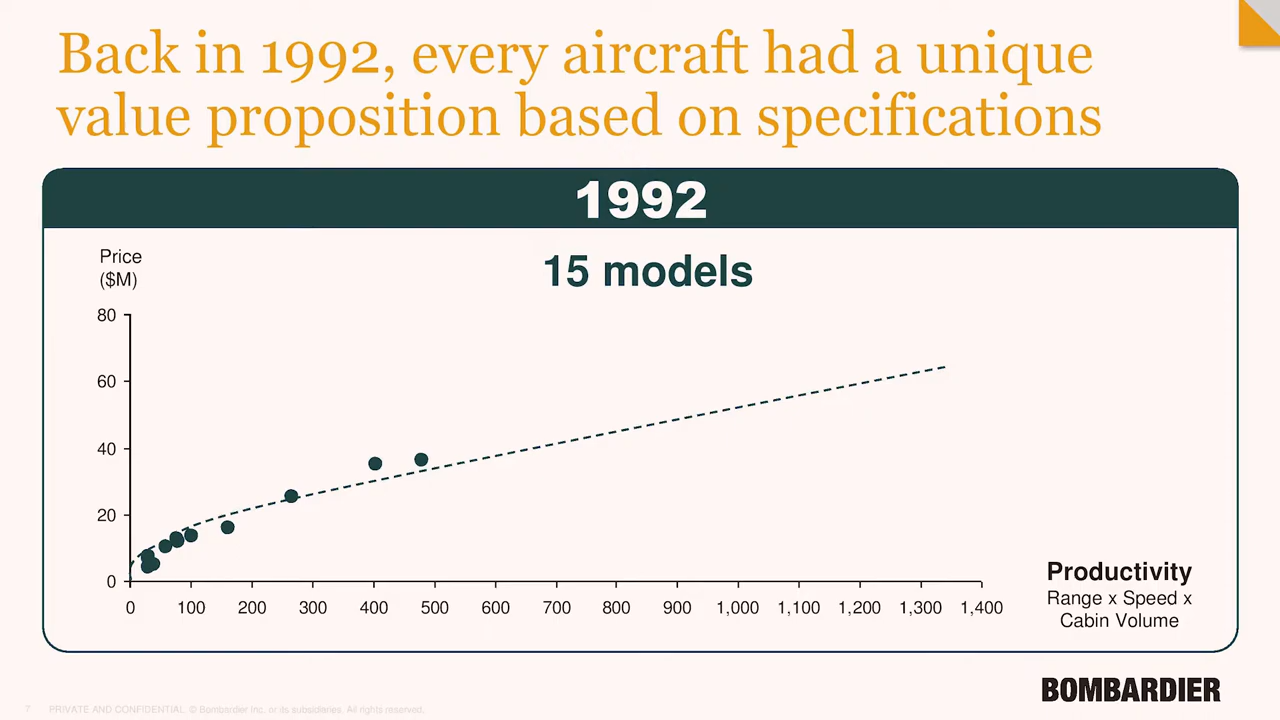 Back in 1992, every aircraft had a unique
value proposition based on specifications
1992
15 models
Price
($M)
80
60
40
20
0
0 100 200 300 400 500 600 700 800 900 1,000 1,100 1,200 1,300 1,400
Productivity
Range x Speed x
Cabin Volume
BOMBARDIER
7 PRIVATE AND CONFIDENTIAL © Bombardier Inc. or its subsidiaries. All rights reserved.